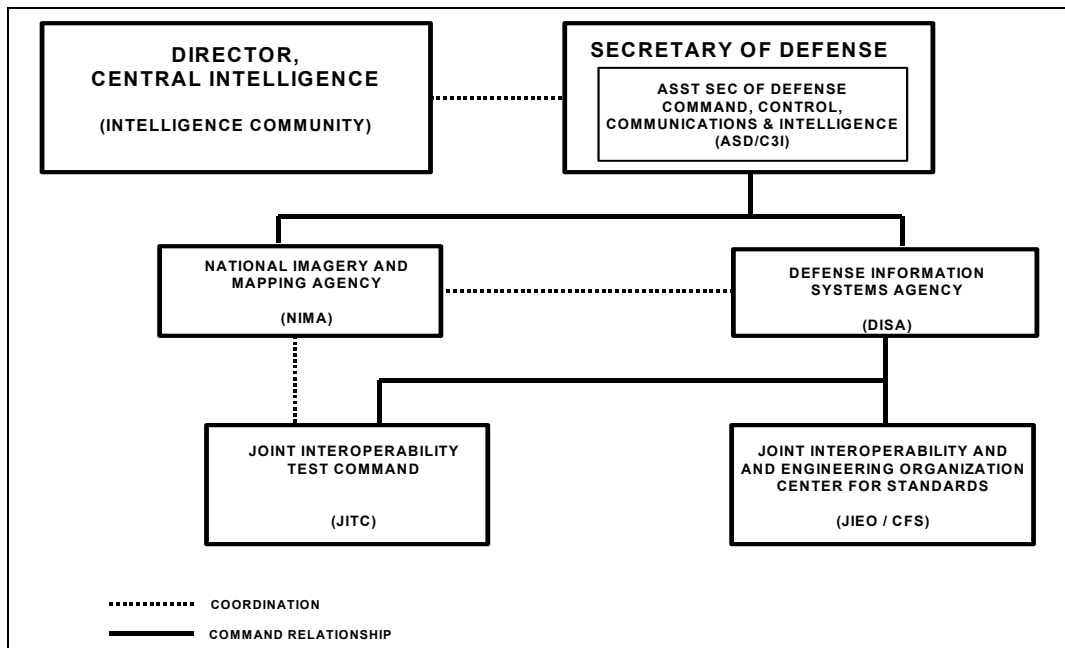 DIRECTOR,
CENTRAL INTELLIGENCE
(INTELLIGENCE COMMUNITY)
SECRETARY OF DEFENSE
ASST SEC OF DEFENSE
COMMAND, CONTROL,
COMMUNICATIONS & INTELLIGENCE
(ASD/C3I)
NATIONAL IMAGERY AND
MAPPING AGENCY
(NIMA)
DEFENSE INFORMATION
SYSTEMS AGENCY
(DISA)
JOINT INTEROPERABILITY
TEST COMMAND
(JITC)
JOINT INTEROPERABILITY AND
AND ENGINEERING ORGANIZATION
CENTER FOR STANDARDS
(JIEO / CFS)
COORDINATION
COMMAND RELATIONSHIP